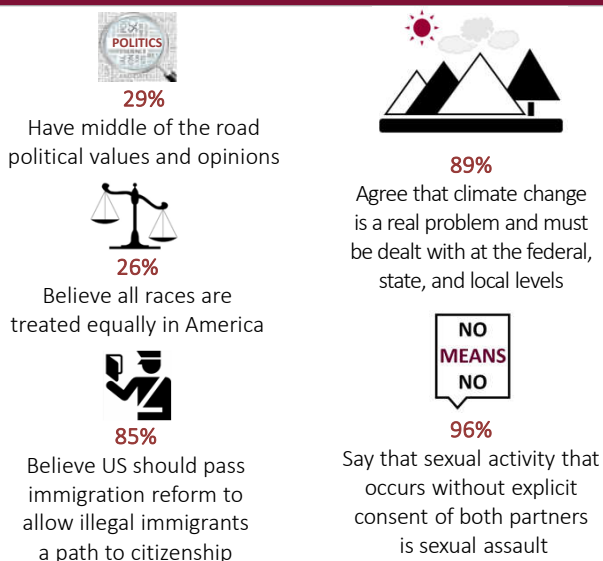 POLITICS
29%
Have middle of the road
political values and opinions
26%
Believe all races are
treated equally in America
85%
Believe US should pass
immigration reform to
allow illegal immigrants
a path to citizenship
89%
Agree that climate change
is a real problem and must
be dealt with at the federal,
state, and local levels
NO
MEANS
NO
96%
Say that sexual activity that
occurs without explicit
consent of both partners
is sexual assault